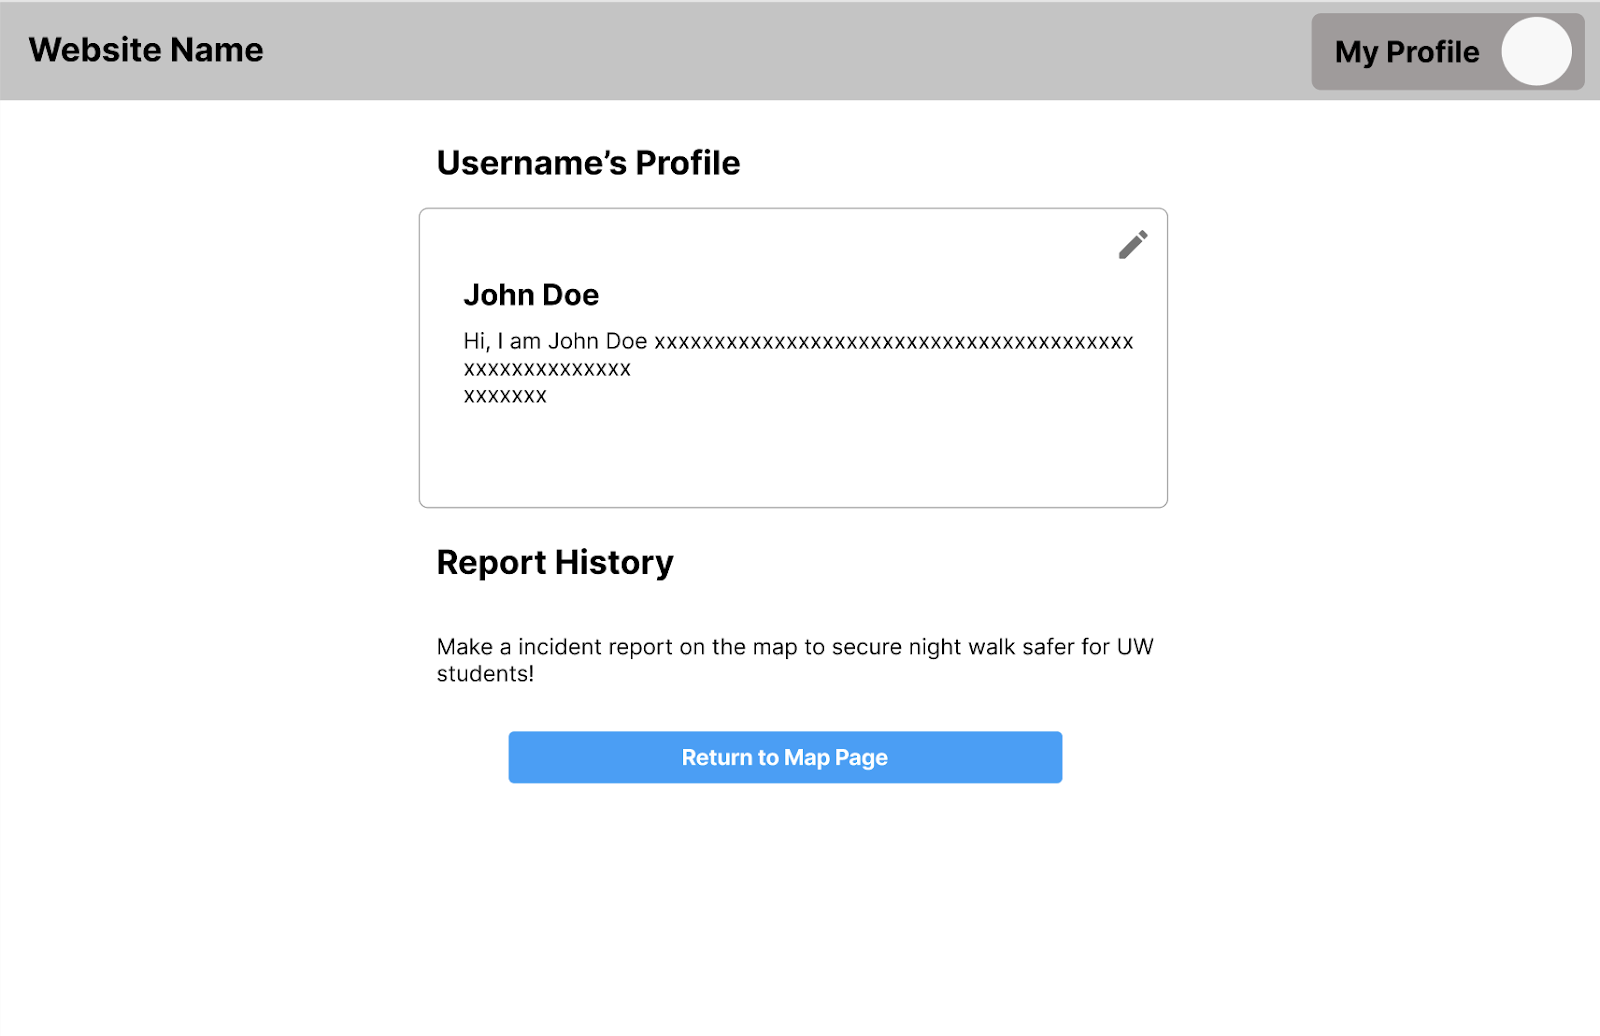 Website Name
My Profile
Username’s Profile
John Doe
Hi, I am John Doe xxxxxxxxxxxxxxxxxxxxxxxxxxxxxxxxxxxxxxxx
xxxxxxxxxxxxxx
xxxxxxx
Report History
Make a incident report on the map to secure night walk safer for UW
students!
Return to Map Page